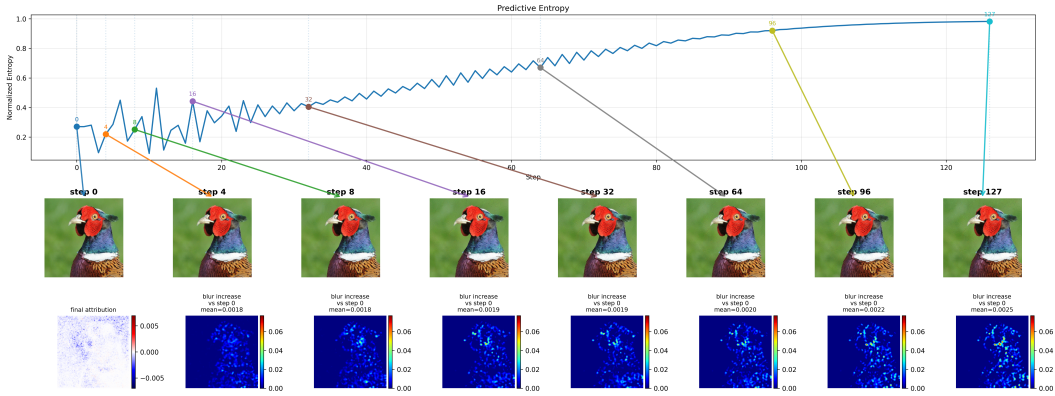 Predictive Entropy
Normalized Entropy
1.0
0.8
0.6
0.4
0.2
0
4
8
16
32
64
96
127
0 20 40 60 80 100 120
Step
step 0 step 4 step 8 step 16 step 32 step 64 step 96 step 127
final attribution
0.005
0.000
−0.005
blur increase
vs step 0
mean=0.0018
0.06
0.04
0.02
0.00
blur increase
vs step 0
mean=0.0018
0.06
0.04
0.02
0.00
blur increase
vs step 0
mean=0.0019
0.06
0.04
0.02
0.00
blur increase
vs step 0
mean=0.0019
0.06
0.04
0.02
0.00
blur increase
vs step 0
mean=0.0020
0.06
0.04
0.02
0.00
blur increase
vs step 0
mean=0.0022
0.06
0.04
0.02
0.00
blur increase
vs step 0
mean=0.0025
0.06
0.04
0.02
0.00